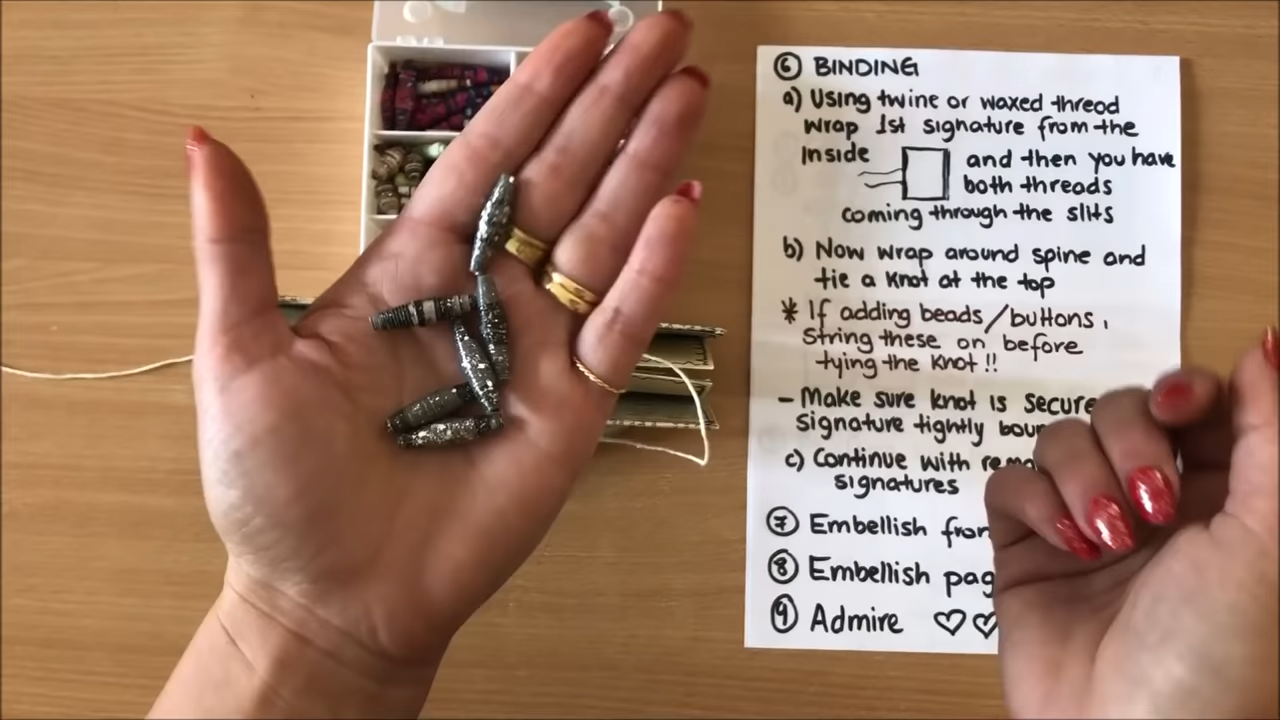 ⑥ BINDING
a) Using twine or waxed thread
wrap 1st signature from the
Inside and then you have
both threads
coming through the slits
b) Now wrap around spine and
tie a knot at the top
* If adding beads/buttons,
String these on before
tying the knot!!
- Make sure knot is secure
signature tightly
c) Continue with
signatures
⑦ Embellish
⑧ Embellish
⑨ Admire ♡♡